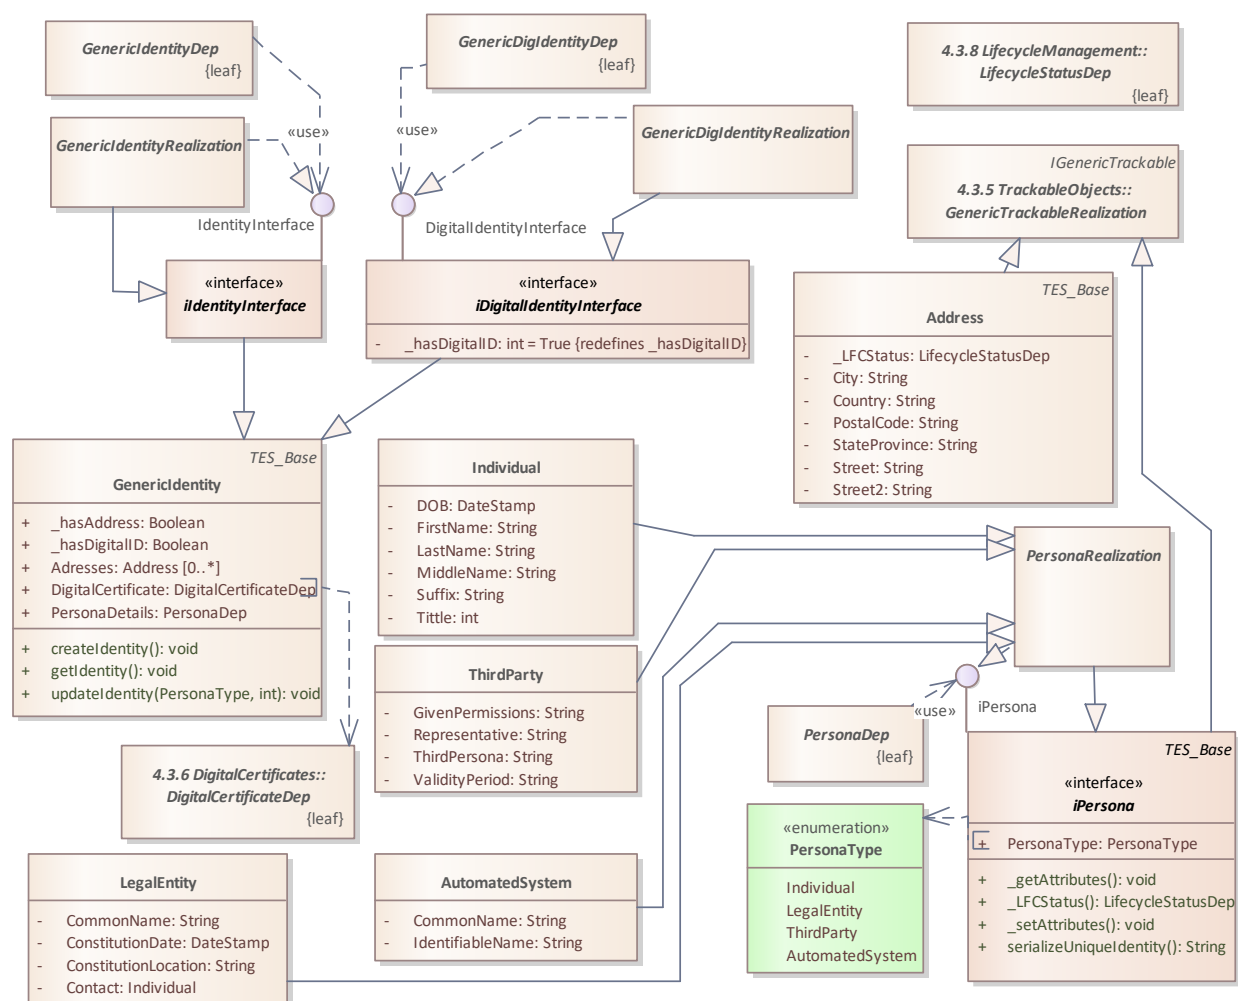 GenericIdentityDep
{leaf}
GenericDigIdentityDep
{leaf}
4.3.8 LifecycleManagement::
LifecycleStatusDep
{leaf}
«use»
«use»
GenericIdentityRealization
GenericDigIdentityRealization
IGenericTrackable
4.3.5 TrackableObjects::
GenericTrackableRealization
IdentityInterface
DigitalIdentityInterface
«interface»
iIdentityInterface
«interface»
iDigitalIdentityInterface
- _hasDigitalID: int = True {redefines _hasDigitalID}
TES_Base
Address
- _LFCStatus: LifecycleStatusDep
- City: String
- Country: String
- PostalCode: String
- StateProvince: String
- Street: String
- Street2: String
TES_Base
GenericIdentity
+ _hasAddress: Boolean
+ _hasDigitalID: Boolean
+ Adresses: Address [0..*]
+ DigitalCertificate: DigitalCertificateDep
+ PersonaDetails: PersonaDep
+ createIdentity(): void
+ getIdentity(): void
+ updateIdentity(PersonaType, int): void
Individual
- DOB: DateStamp
- FirstName: String
- LastName: String
- MiddleName: String
- Suffix: String
- Tittle: int
PersonaRealization
ThirdParty
- GivenPermissions: String
- Representative: String
- ThirdPersona: String
- ValidityPeriod: String
«use»
iPersona
PersonaDep
{leaf}
4.3.6 DigitalCertificates::
DigitalCertificateDep
{leaf}
TES_Base
«interface»
iPersona
+ PersonaType: PersonaType
+ _getAttributes(): void
+ _LFCStatus(): LifecycleStatusDep
+ _setAttributes(): void
+ serializeUniqueIdentity(): String
«enumeration»
PersonaType
Individual
LegalEntity
ThirdParty
AutomatedSystem
LegalEntity
- CommonName: String
- ConstitutionDate: DateStamp
- ConstitutionLocation: String
- Contact: Individual
AutomatedSystem
- CommonName: String
- IdentifiableName: String